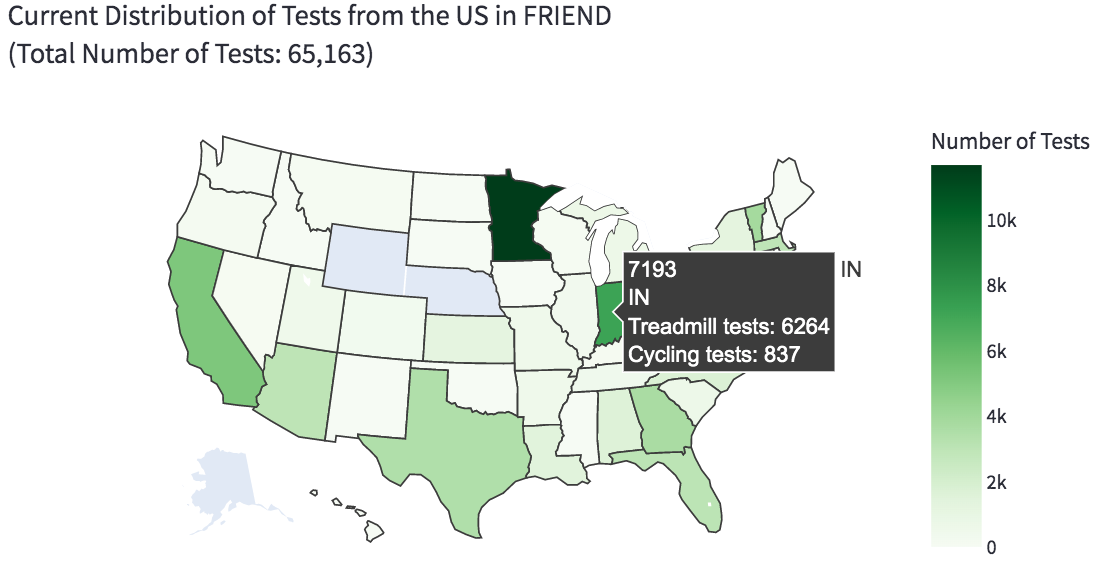 Current Distribution of Tests from the US in FRIEND
(Total Number of Tests: 65,163)
Number of Tests
10k
8k
6k
4k
2k
0
7193
IN
Treadmill tests: 6264
Cycling tests: 837
IN